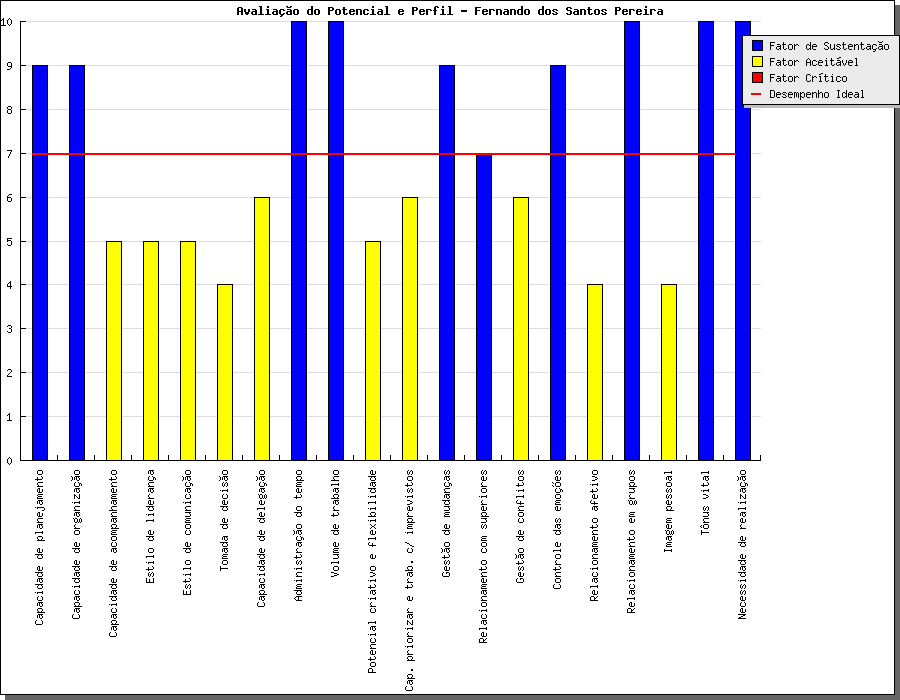 Avaliação do Potencial e Perfil - Fernando dos Santos Pereira
Fator de Sustentação
Fator Aceitável
Fator Crítico
Desempenho Ideal
10
9
8
7
6
5
4
3
2
1
0
Capacidade de planejamento
Capacidade de organização
Capacidade de acompanhamento
Estilo de liderança
Estilo de comunicação
Tomada de decisão
Capacidade de delegação
Administração do tempo
Volume de trabalho
Potencial criativo e flexibilidade
Cap. priorizar e trab. c/ imprevistos
Gestão de mudanças
Relacionamento com superiores
Gestão de conflitos
Controle das emoções
Relacionamento afetivo
Relacionamento em grupos
Imagem pessoal
Tônus vital
Necessidade de realização